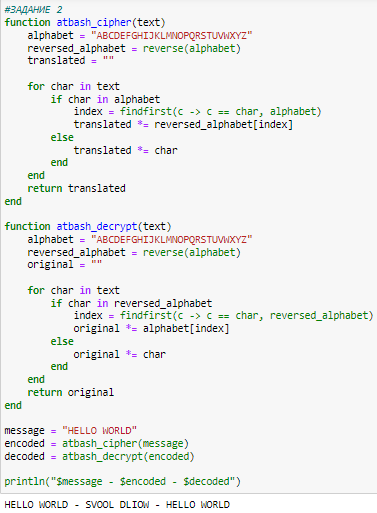 #ЗАДАНИЕ 2
function atbash_cipher(text)
    alphabet = "ABCDEFGHIJKLMNOPQRSTUVWXYZ"
    reversed_alphabet = reverse(alphabet)
    translated = ""

    for char in text
        if char in alphabet
            index = findfirst(c -> c == char, alphabet)
            translated *= reversed_alphabet[index]
        else
            translated *= char
        end
    end
    return translated
end

function atbash_decrypt(text)
    alphabet = "ABCDEFGHIJKLMNOPQRSTUVWXYZ"
    reversed_alphabet = reverse(alphabet)
    original = ""

    for char in text
        if char in reversed_alphabet
            index = findfirst(c -> c == char, reversed_alphabet)
            original *= alphabet[index]
        else
            original *= char
        end
    end
    return original
end

message = "HELLO WORLD"
encoded = atbash_cipher(message)
decoded = atbash_decrypt(encoded)

println("$message - $encoded - $decoded")
HELLO WORLD - SVOOL DLIOW - HELLO WORLD